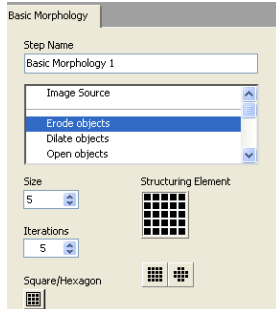 Basic Morphology
Step Name
Basic Morphology 1
Image Source
Erode objects
Dilate objects
Open objects
Size
Structuring Element
5
Iterations
5
Square/Hexagon